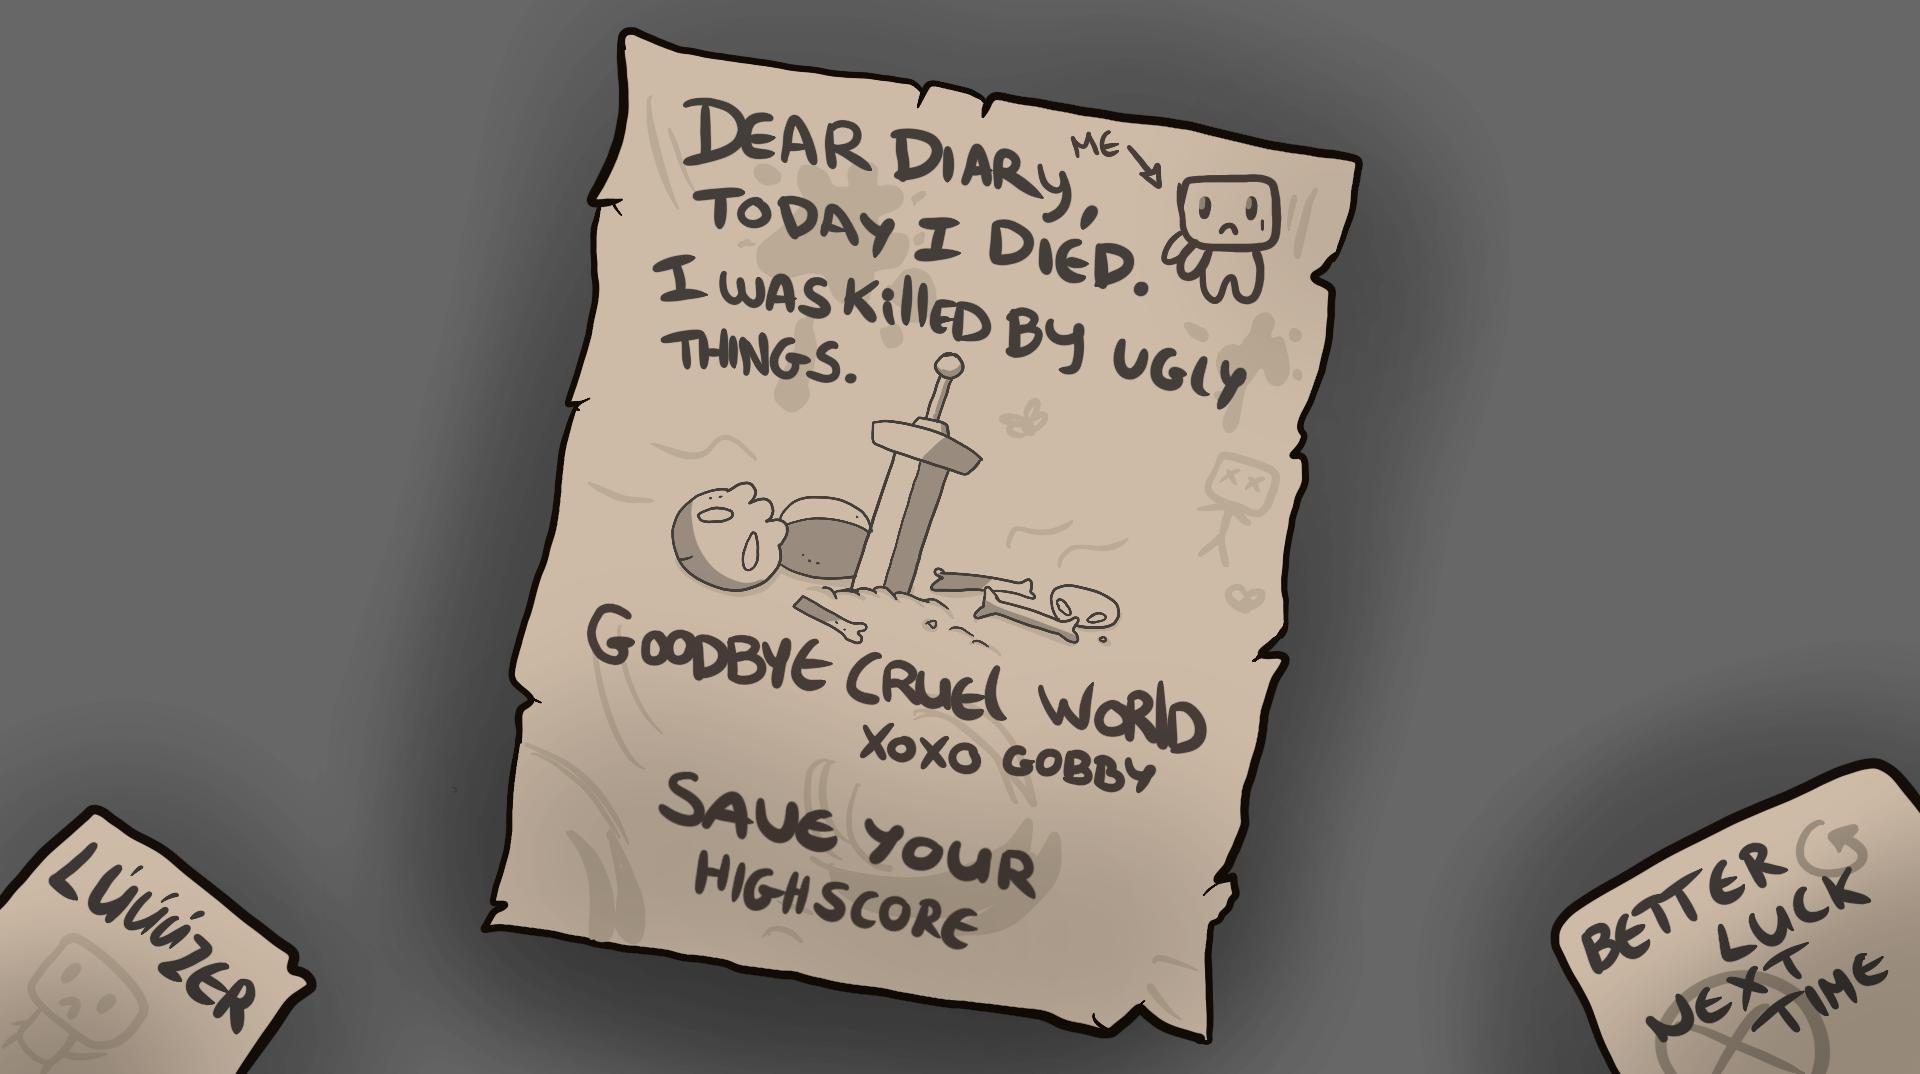 DEAR DIARY,
ME
TODAY I DIED.
I WAS KillED BY UGLY
THINGS.
GOODBYE CRUEl WORlD
XOXO GOBBY
SAVE YOUR
HIGHSCORE
LÚÚÚÚZER
BETTER
LUCK
NEXT
TIME